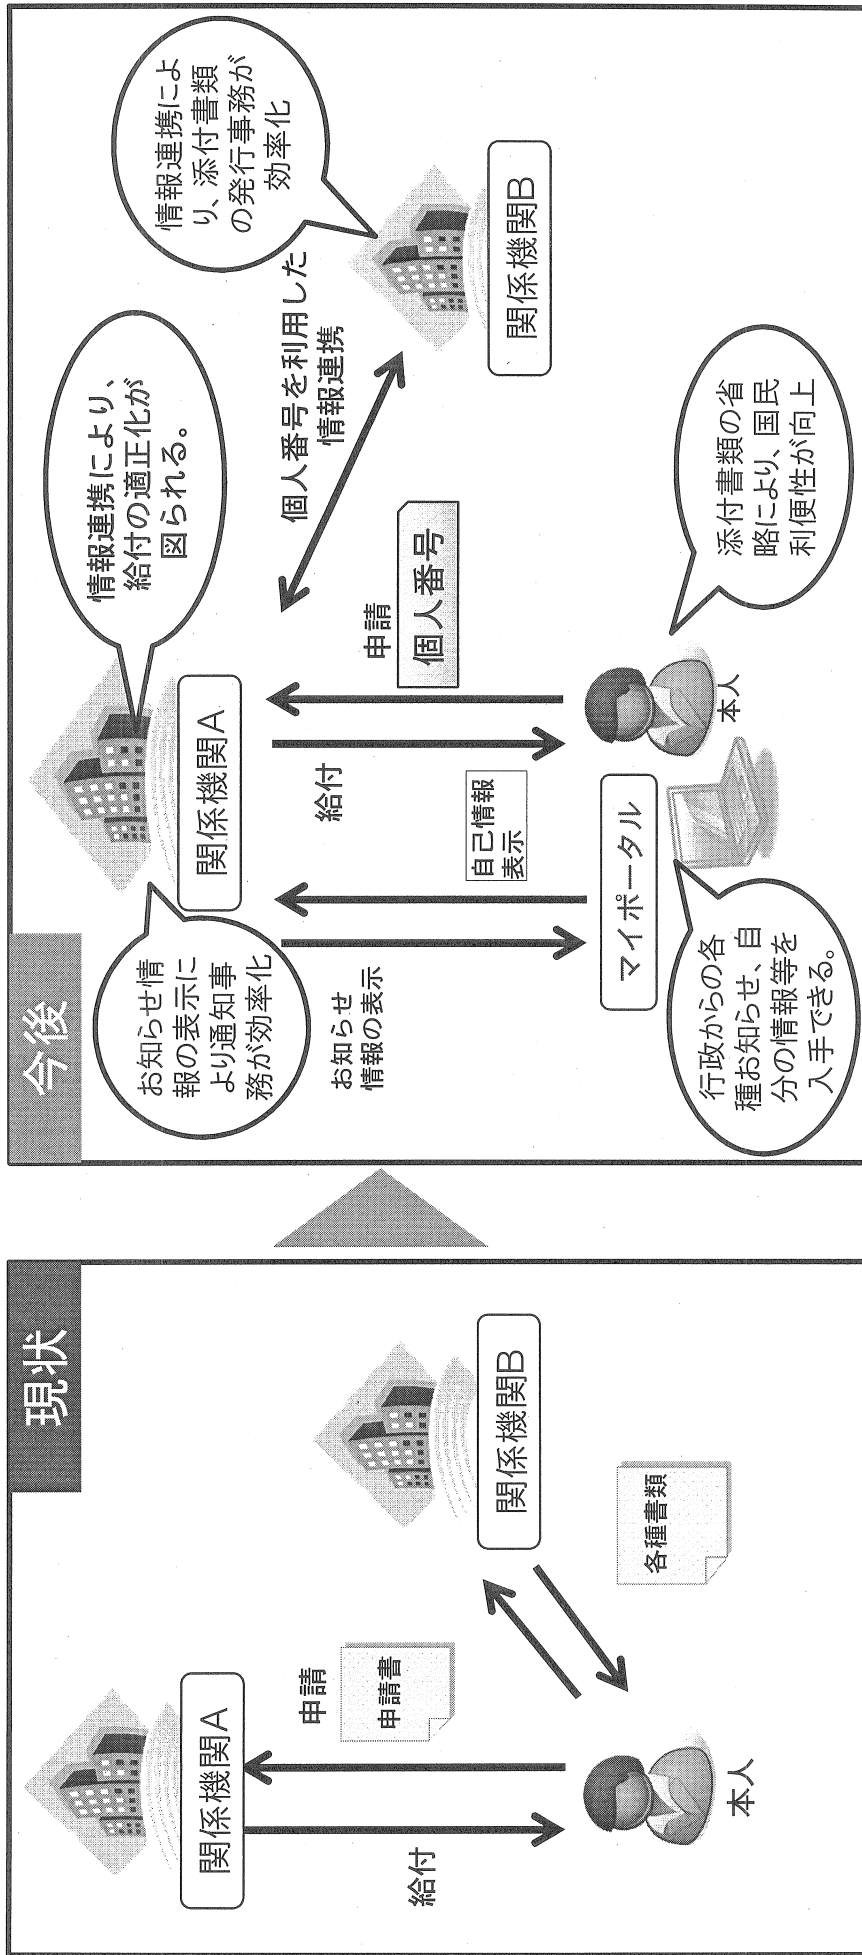 現状
関係機関A
申請
申請書
給付
本人
関係機関B
各種書類
今後
お知らせ情
報の表示に
より通知事
務が効率化
関係機関A
情報連携により、
給付の適正化が
図られる。
お知らせ
情報の表示
自己情報
表示
給付
申請
個人番号
個人番号を利用した
情報連携
情報連携によ
り、添付書類
の発行事務が
効率化
関係機関B
マイポータル
行政からの各
種お知らせ、自
分の情報等を
入手できる。
本人
添付書類の省
略により、国民
利便性が向上